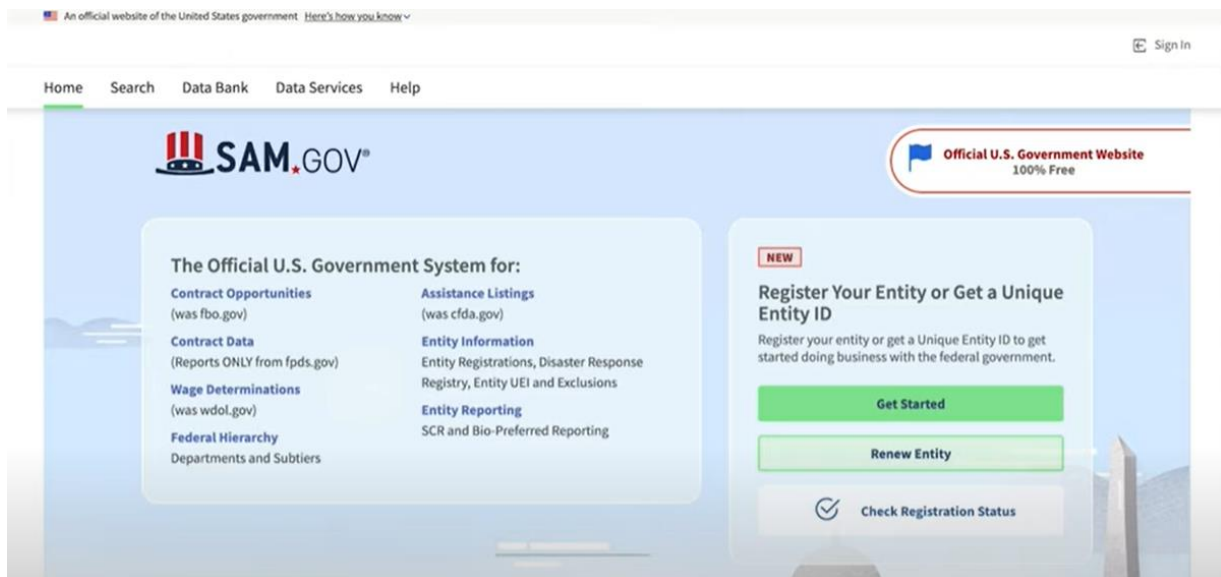 An official website of the United States government Here's how you know
Sign In
Home Search Data Bank Data Services Help
SAM.GOV®
Official U.S. Government Website
100% Free
The Official U.S. Government System for:
Contract Opportunities
(was fbo.gov)
Contract Data
(Reports ONLY from fpds.gov)
Wage Determinations
(was wdol.gov)
Federal Hierarchy
Departments and Subtiers
Assistance Listings
(was cfda.gov)
Entity Information
Entity Registrations, Disaster Response
Registry, Entity UEI and Exclusions
Entity Reporting
SCR and Bio-Preferred Reporting
NEW
Register Your Entity or Get a Unique
Entity ID
Register your entity or get a Unique Entity ID to get
started doing business with the federal government.
Get Started
Renew Entity
Check Registration Status